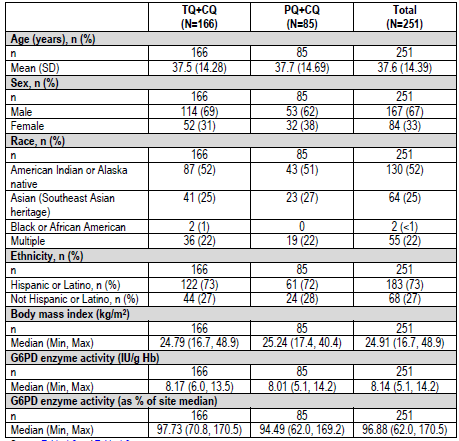 TQ+CQ PQ+CQ Total
(N=166) (N=85) (N=251)
Age (years), n (%)
n 166 85 251
Mean (SD) 37.5 (14.28) 37.7 (14.69) 37.6 (14.39)
Sex, n (%)
n 166 85 251
Male 114 (69) 53 (62) 167 (67)
Female 52 (31) 32 (38) 84 (33)
Race, n (%)
n 166 85 251
American Indian or Alaska 87 (52) 43 (51) 130 (52)
native
Asian (Southeast Asian 41 (25) 23 (27) 64 (25)
heritage)
Black or African American 2 (1) 0 2 (<1)
Multiple 36 (22) 19 (22) 55 (22)
Ethnicity, n (%)
n 166 85 251
Hispanic or Latino, n (%) 122 (73) 61 (72) 183 (73)
Not Hispanic or Latino, n (%) 44 (27) 24 (28) 68 (27)
Body mass index (kg/m²)
n 166 85 251
Median (Min, Max) 24.79 (16.7, 48.9) 25.24 (17.4, 40.4) 24.91 (16.7, 48.9)
G6PD enzyme activity (IU/g Hb)
n 166 85 251
Median (Min, Max) 8.17 (6.0, 13.5) 8.01 (5.1, 14.2) 8.14 (5.1, 14.2)
G6PD enzyme activity (as % of site median)
n 166 85 251
Median (Min, Max) 97.73 (70.8, 170.5) 94.49 (62.0, 169.2) 96.88 (62.0, 170.5)